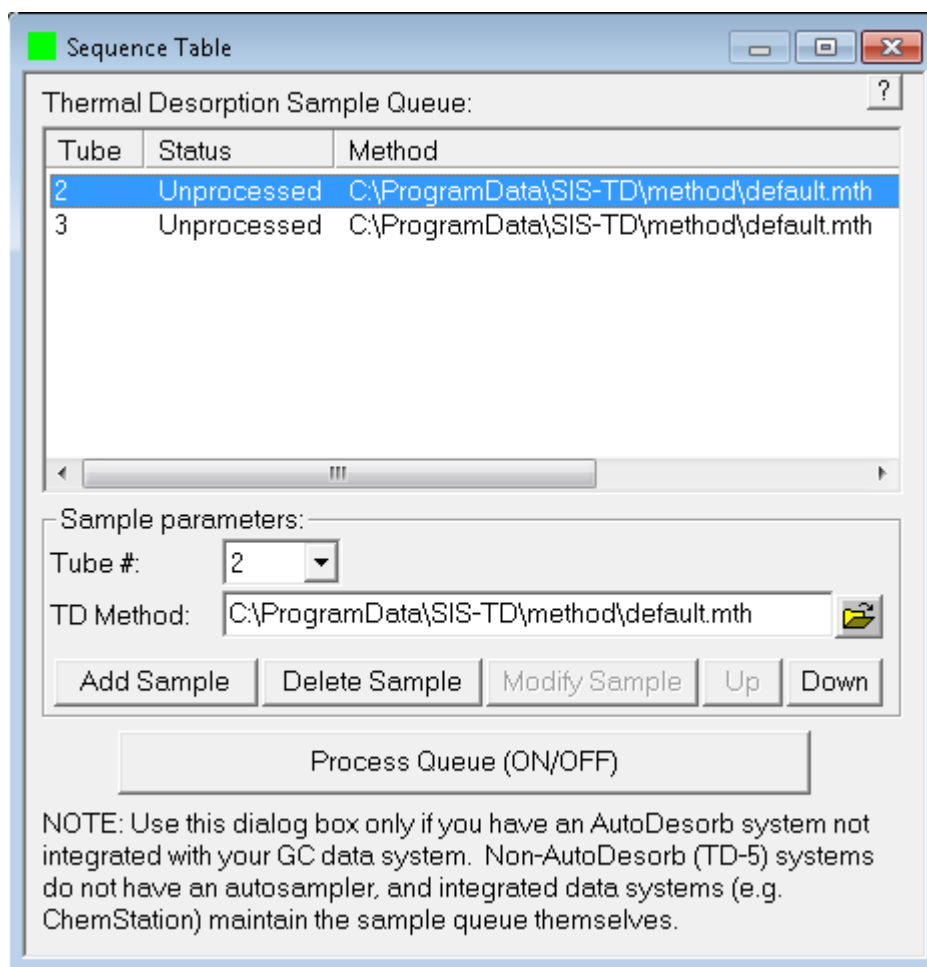 Sequence Table
Thermal Desorption Sample Queue:
?
Tube Status Method
2 Unprocessed C:\ProgramData\SIS-TD\method\default.mth
3 Unprocessed C:\ProgramData\SIS-TD\method\default.mth
Sample parameters:
Tube #: 2
TD Method: C:\ProgramData\SIS-TD\method\default.mth
Add Sample Delete Sample Modify Sample Up Down
Process Queue (ON/OFF)
NOTE: Use this dialog box only if you have an AutoDesorb system not
integrated with your GC data system. Non-AutoDesorb (TD-5) systems
do not have an autosampler, and integrated data systems (e.g.
ChemStation) maintain the sample queue themselves.